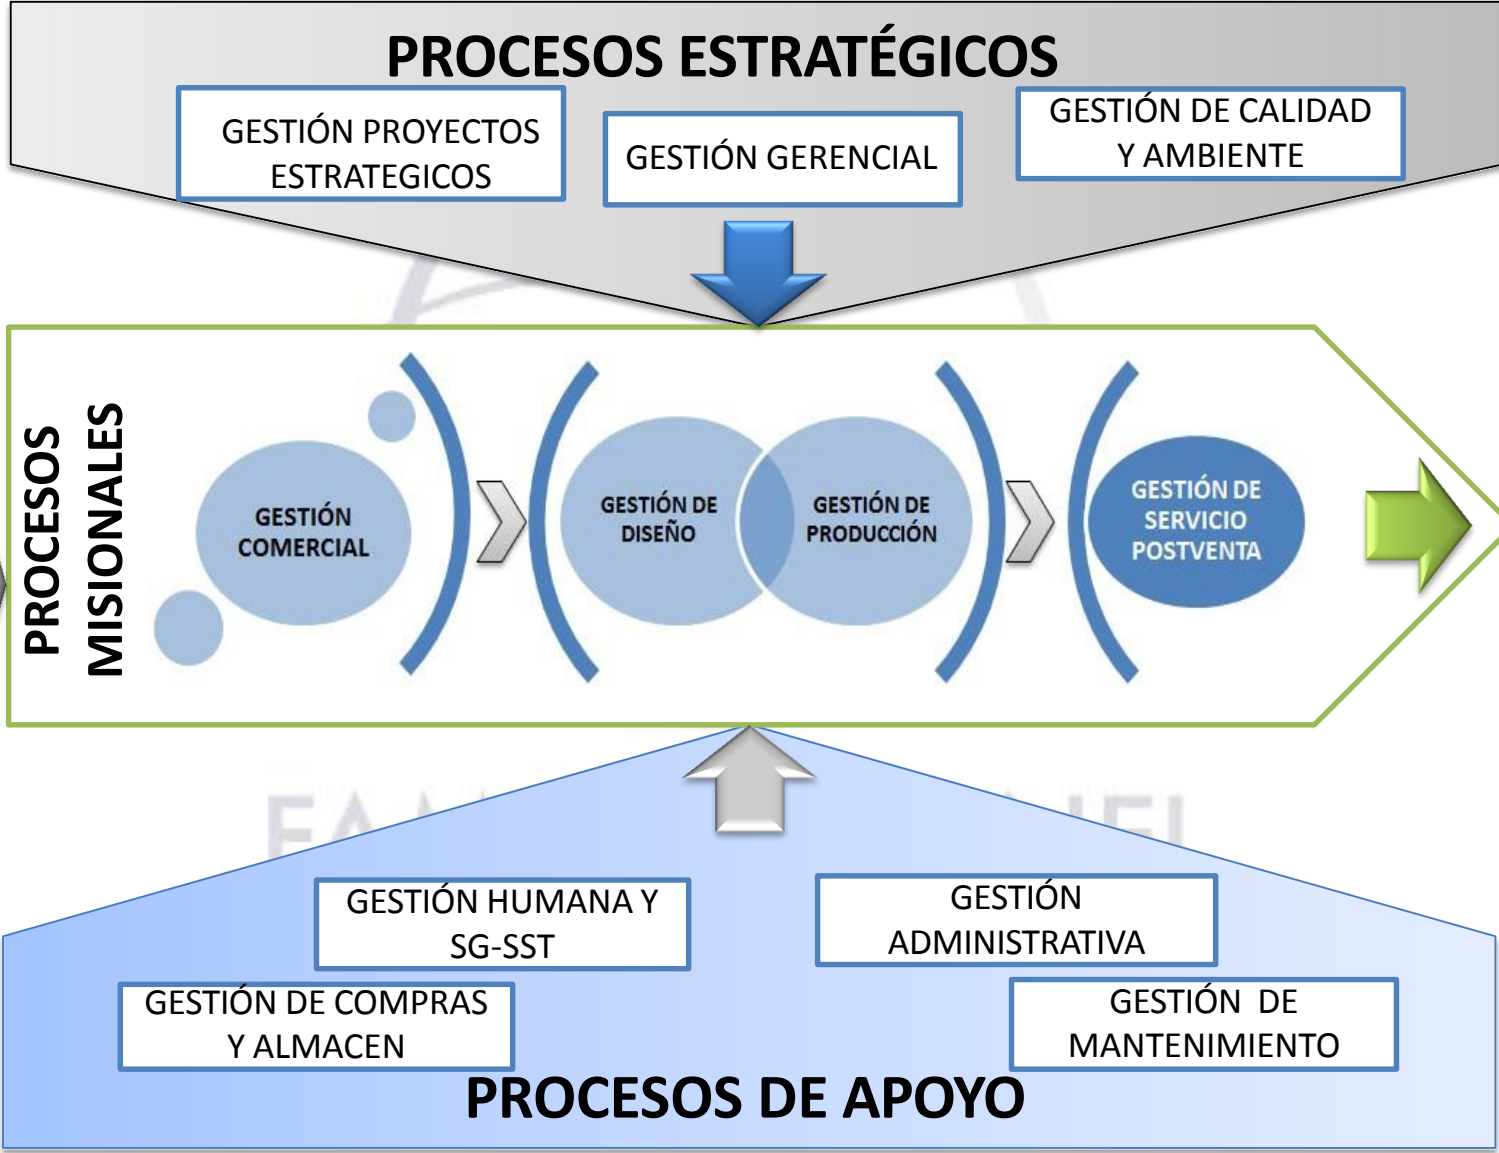 PROCESOS ESTRATÉGICOS
GESTIÓN PROYECTOS
ESTRATEGICOS
GESTIÓN GERENCIAL
GESTIÓN DE CALIDAD
Y AMBIENTE
PROCESOS
MISIONALES
GESTIÓN
COMERCIAL
GESTIÓN DE
DISEÑO
GESTIÓN DE
PRODUCCIÓN
GESTIÓN DE
SERVICIO
POSTVENTA
GESTIÓN HUMANA Y
SG-SST
GESTIÓN
ADMINISTRATIVA
GESTIÓN DE COMPRAS
Y ALMACEN
GESTIÓN  DE
MANTENIMIENTO
PROCESOS DE APOYO